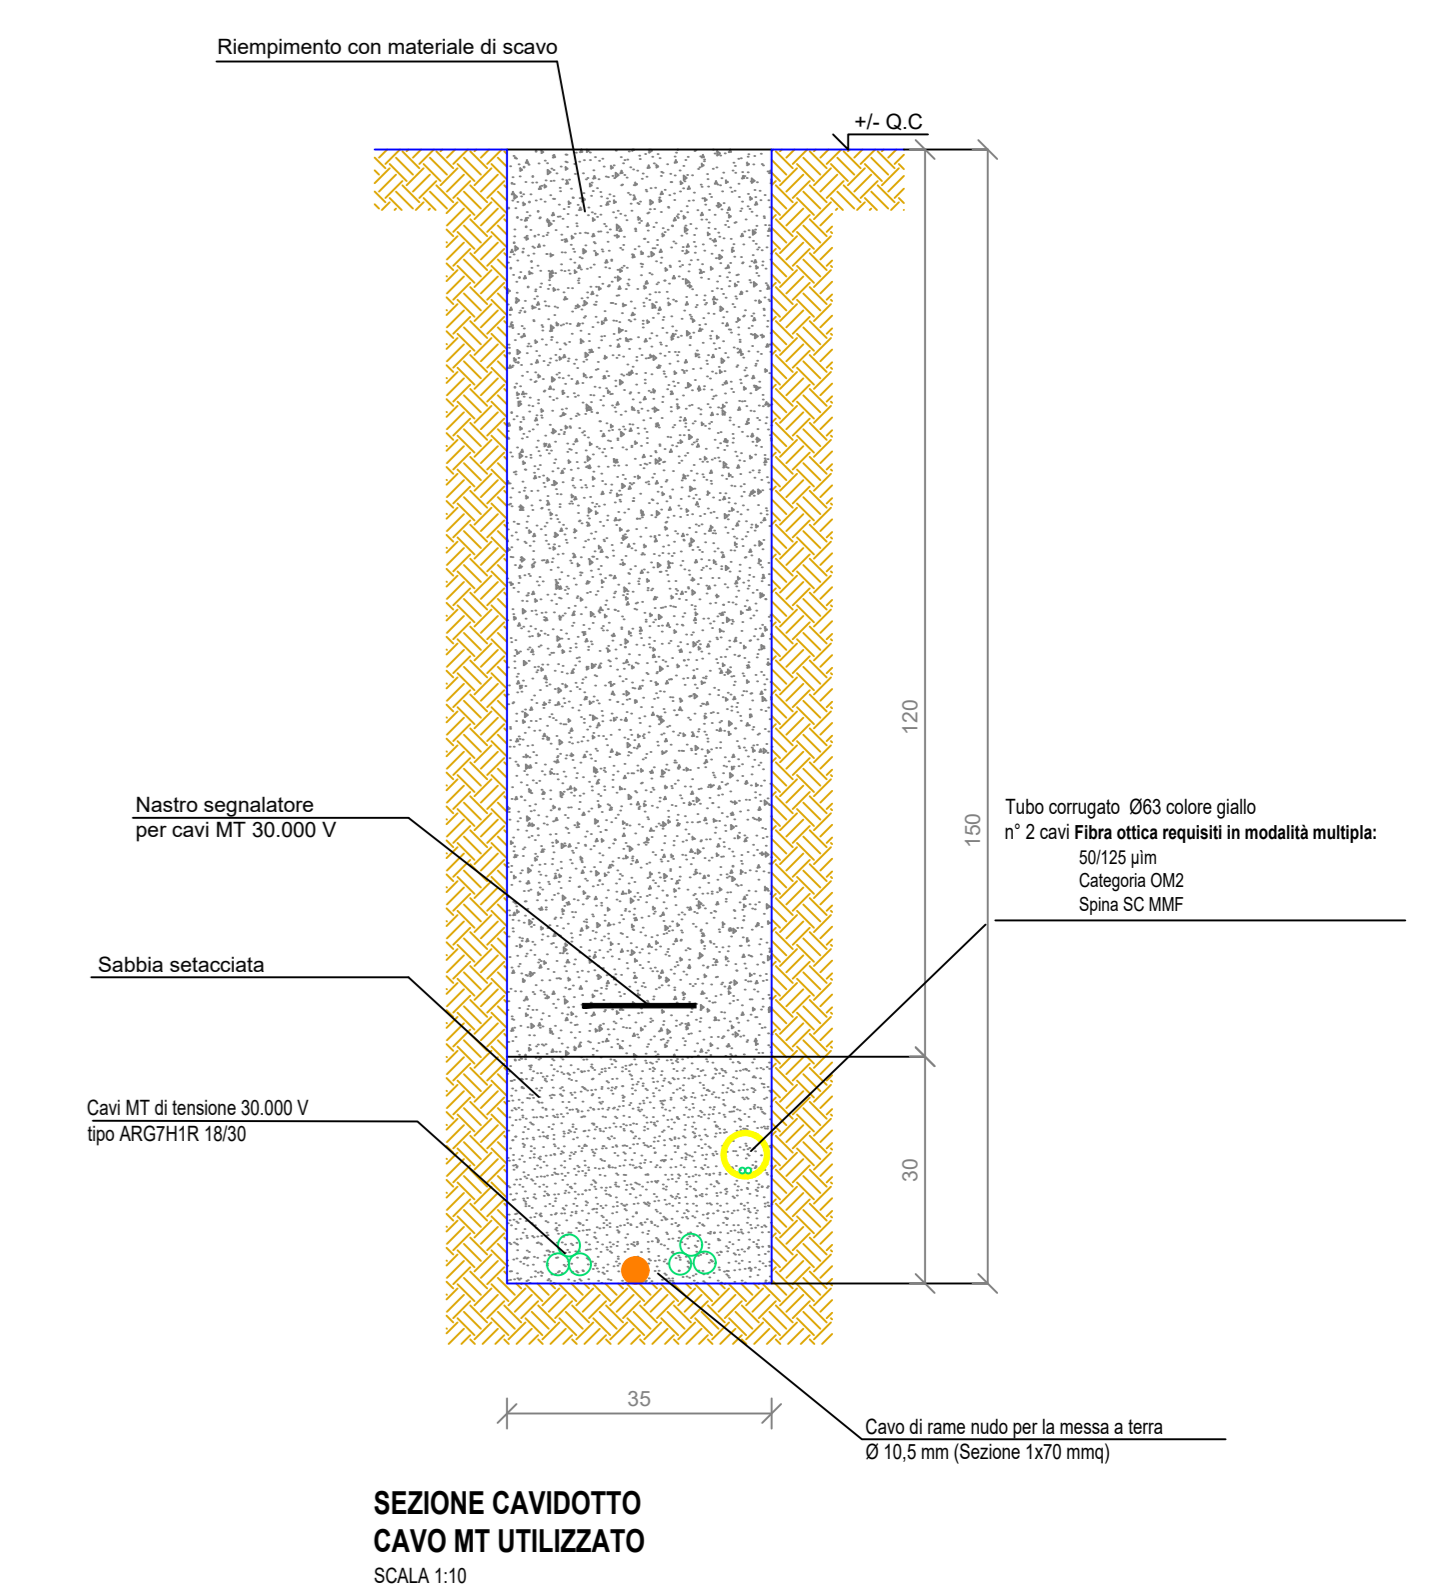 Riempimento con materiale di scavo
+/- Q.C
120
150
Nastro segnalatore
per cavi MT 30.000 V
Tubo corrugato Ø63 colore giallo
n° 2 cavi Fibra ottica requisiti in modalità multipla:
50/125 µìm
Categoria OM2
Spina SC MMF
Sabbia setacciata
Cavi MT di tensione 30.000 V
tipo ARG7H1R 18/30
30
35
Cavo di rame nudo per la messa a terra
Ø 10,5 mm (Sezione 1x70 mmq)
SEZIONE CAVIDOTTO
CAVO MT UTILIZZATO
SCALA 1:10